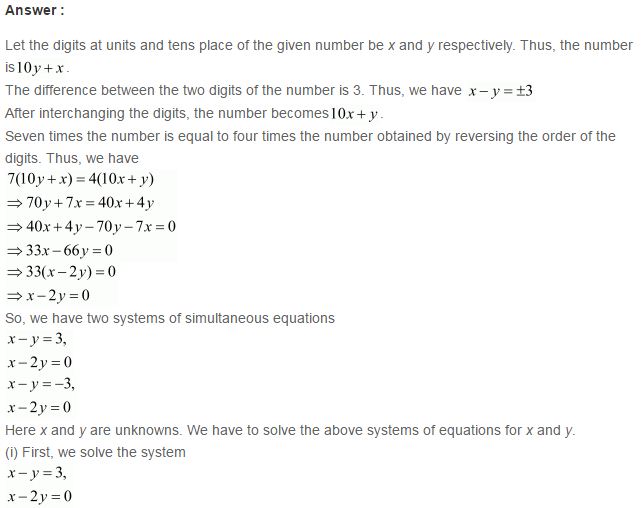 Answer :
Let the digits at units and tens place of the given number be x and y respectively. Thus, the number
is 10y + x .
The difference between the two digits of the number is 3. Thus, we have x − y = ±3
After interchanging the digits, the number becomes 10x + y .
Seven times the number is equal to four times the number obtained by reversing the order of the
digits. Thus, we have
7(10y + x) = 4(10x + y)
⇒ 70y + 7x = 40x + 4y
⇒ 40x + 4y − 70y − 7x = 0
⇒ 33x − 66y = 0
⇒ 33(x − 2y) = 0
⇒ x − 2y = 0
So, we have two systems of simultaneous equations
x − y = 3,
x − 2y = 0
x − y = −3,
x − 2y = 0
Here x and y are unknowns. We have to solve the above systems of equations for x and y.
(i) First, we solve the system
x − y = 3,
x − 2y = 0